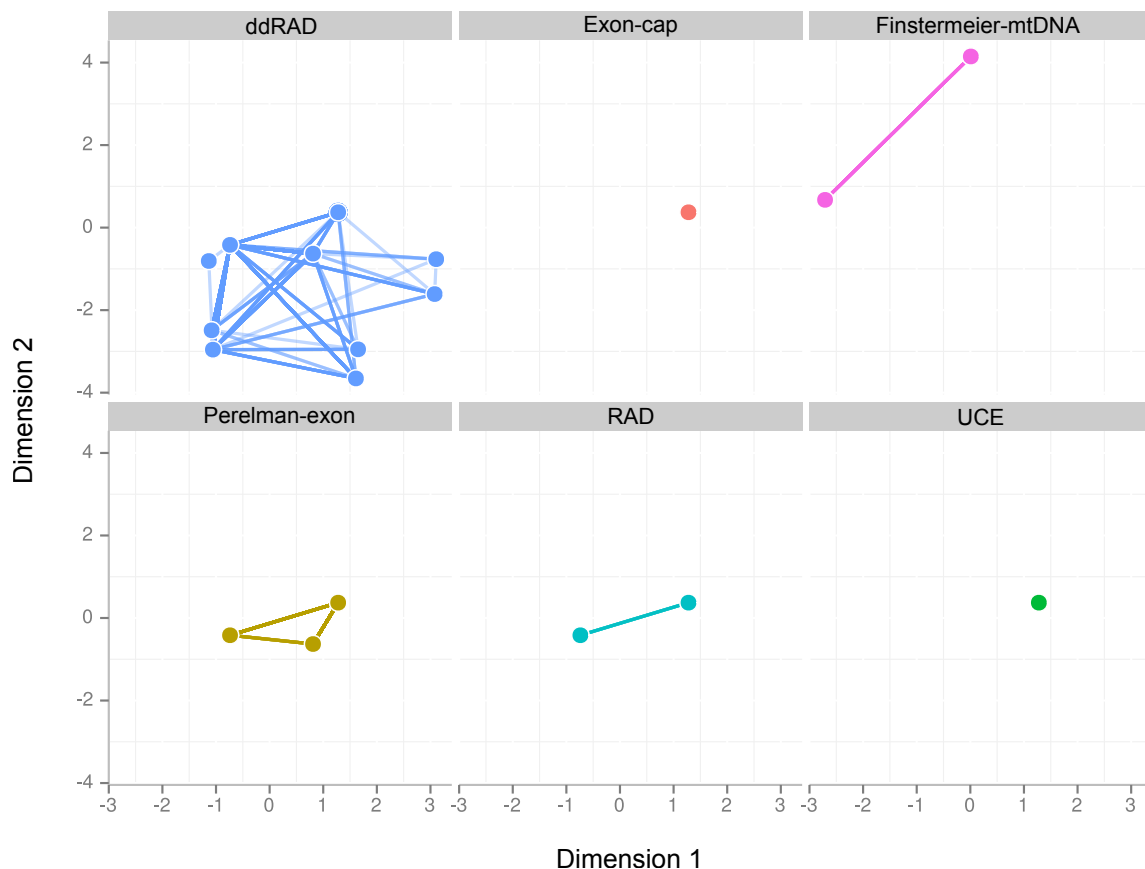 ddRAD Exon-cap Finstermeier-mtDNA
4
2
0
-2
-4
Dimension 2
Perelman-exon RAD UCE
4
2
0
-2
-4
-3 -2 -1 0 1 2 3 -3 -2 -1 0 1 2 3 -3 -2 -1 0 1 2 3
Dimension 1